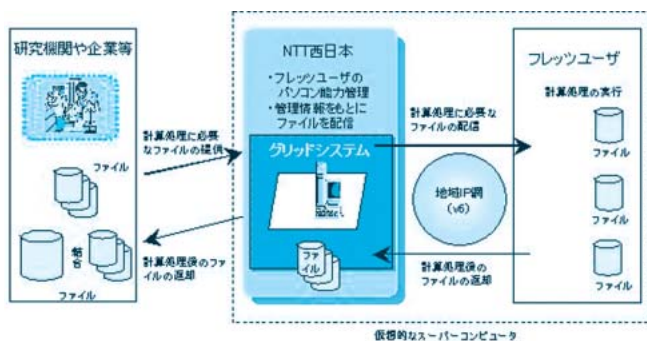 研究機関や企業等
ファイル
結合
ファイル
計算処理に必要
なファイルの提供
計算処理後のファ
イルの返却
NTT西日本
・フレッツユーザの
パソコン能力管理
・管理情報をもとに
ファイルを配信
グリッドシステム
ファ
イル
計算処理に必要な
ファイルの配信
地域IP網
(v6)
計算処理後の
ファイルの返却
フレッツユーザ
計算処理の実行
ファイル
ファイル
ファイル
仮想的なスーパーコンピュータ